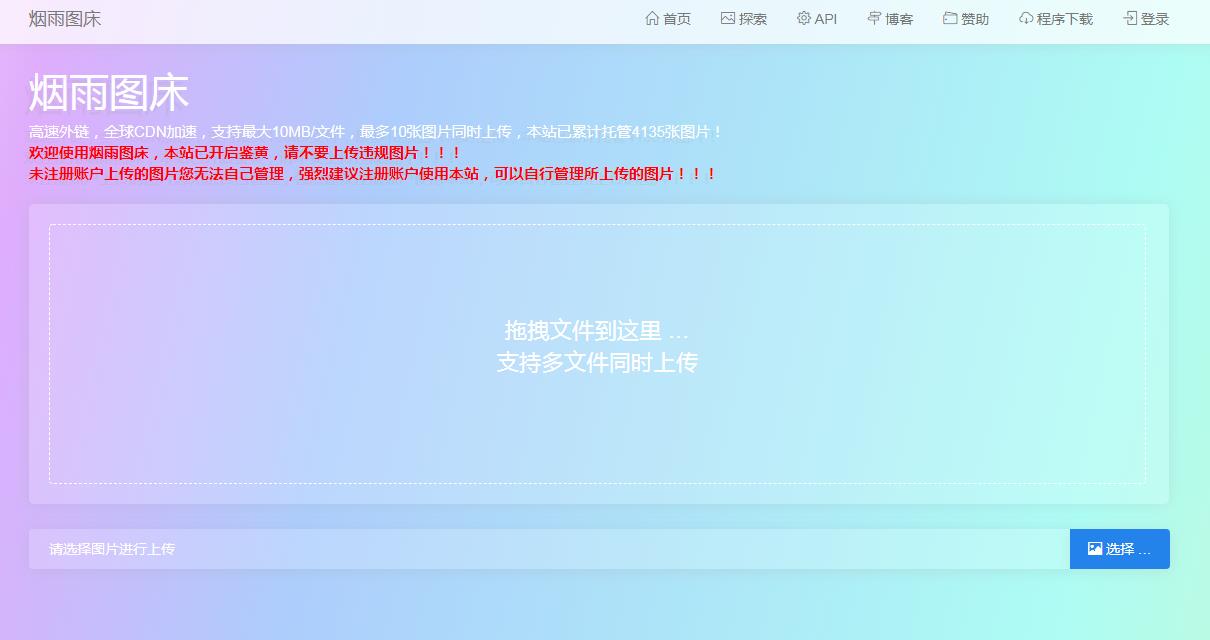 烟雨图床
首页 探索 API 博客 赞助 程序下载 登录
烟雨图床
高速外链，全球CDN加速，支持最大10MB/文件，最多10张图片同时上传，本站已累计托管4135张图片！
欢迎使用烟雨图床，本站已开启鉴黄，请不要上传违规图片！！！
未注册账户上传的图片您无法自己管理，强烈建议注册账户使用本站，可以自行管理所上传的图片！！！
拖拽文件到这里 …
支持多文件同时上传
请选择图片进行上传
选择 …